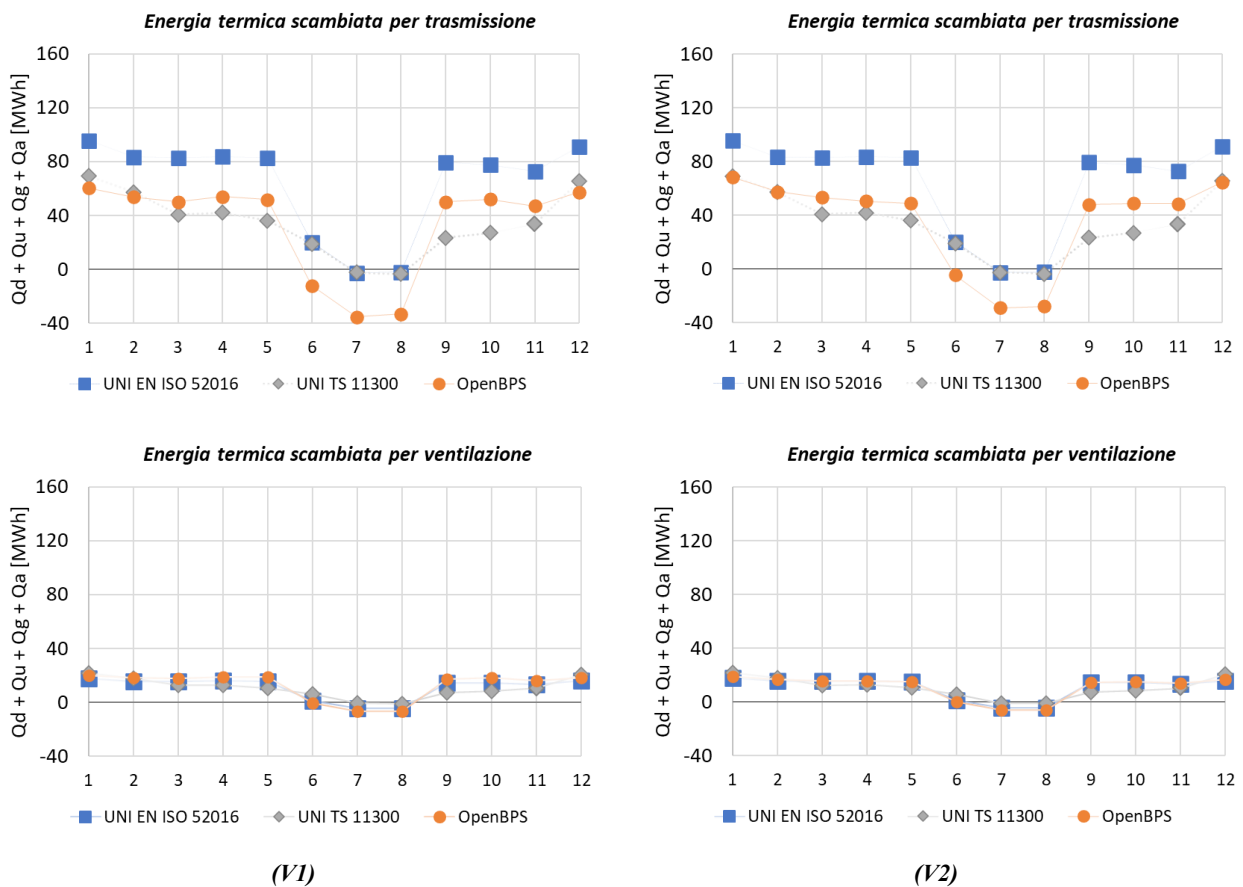 Energia termica scambiata per trasmissione
Qd + Qu + Qg + Qa [MWh]
160
120
80
40
0
-40
1 2 3 4 5 6 7 8 9 10 11 12
UNI EN ISO 52016 UNI TS 11300 OpenBPS
Energia termica scambiata per trasmissione
Qd + Qu + Qg + Qa [MWh]
160
120
80
40
0
-40
1 2 3 4 5 6 7 8 9 10 11 12
UNI EN ISO 52016 UNI TS 11300 OpenBPS
Energia termica scambiata per ventilazione
Qd + Qu + Qg + Qa [MWh]
160
120
80
40
0
-40
1 2 3 4 5 6 7 8 9 10 11 12
UNI EN ISO 52016 UNI TS 11300 OpenBPS
(V1)
Energia termica scambiata per ventilazione
Qd + Qu + Qg + Qa [MWh]
160
120
80
40
0
-40
1 2 3 4 5 6 7 8 9 10 11 12
UNI EN ISO 52016 UNI TS 11300 OpenBPS
(V2)